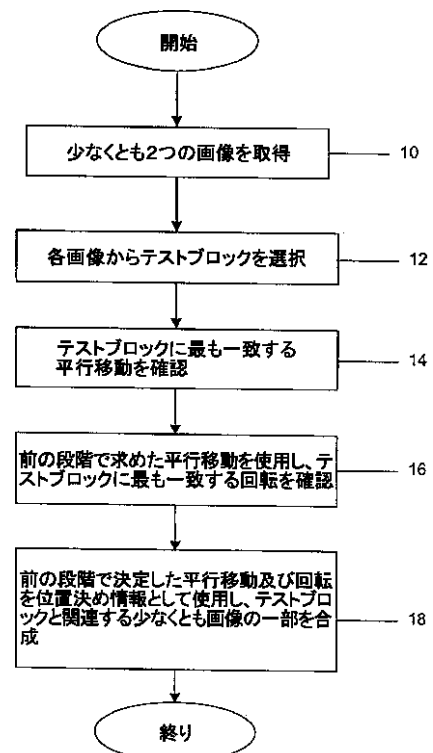 開始
少なくとも2つの画像を取得
10
各画像からテストブロックを選択
12
テストブロックに最も一致する
平行移動を確認
14
前の段階で求めた平行移動を使用し、テ
ストブロックに最も一致する回転を確認
16
前の段階で決定した平行移動及び回転
を位置決め情報として使用し、テストブロ
ックと関連する少なくとも画像の一部を合
成
18
終り